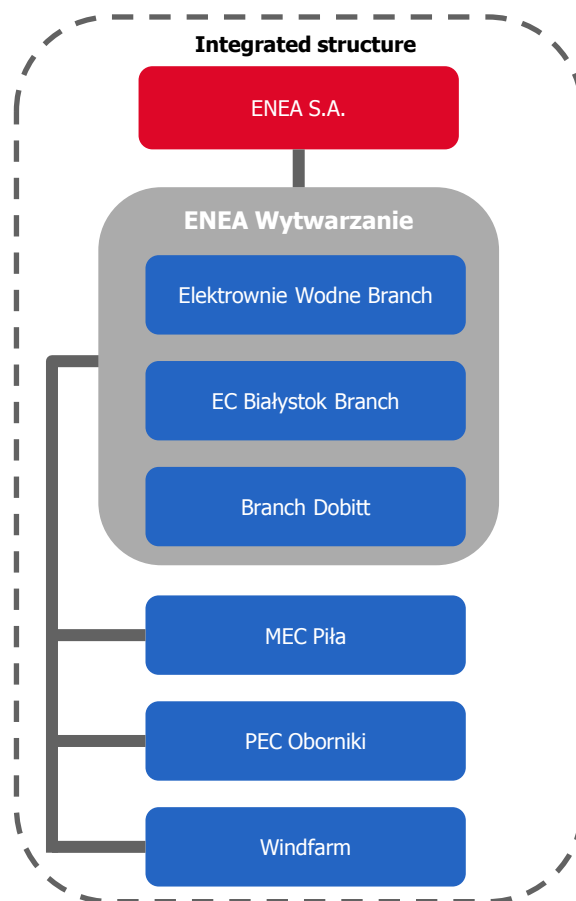 Integrated structure
ENEA S.A.
ENEA Wytwarzanie
Elektrownie Wodne Branch
EC Białystok Branch
Branch Dobitt
MEC Piła
PEC Oborniki
Windfarm